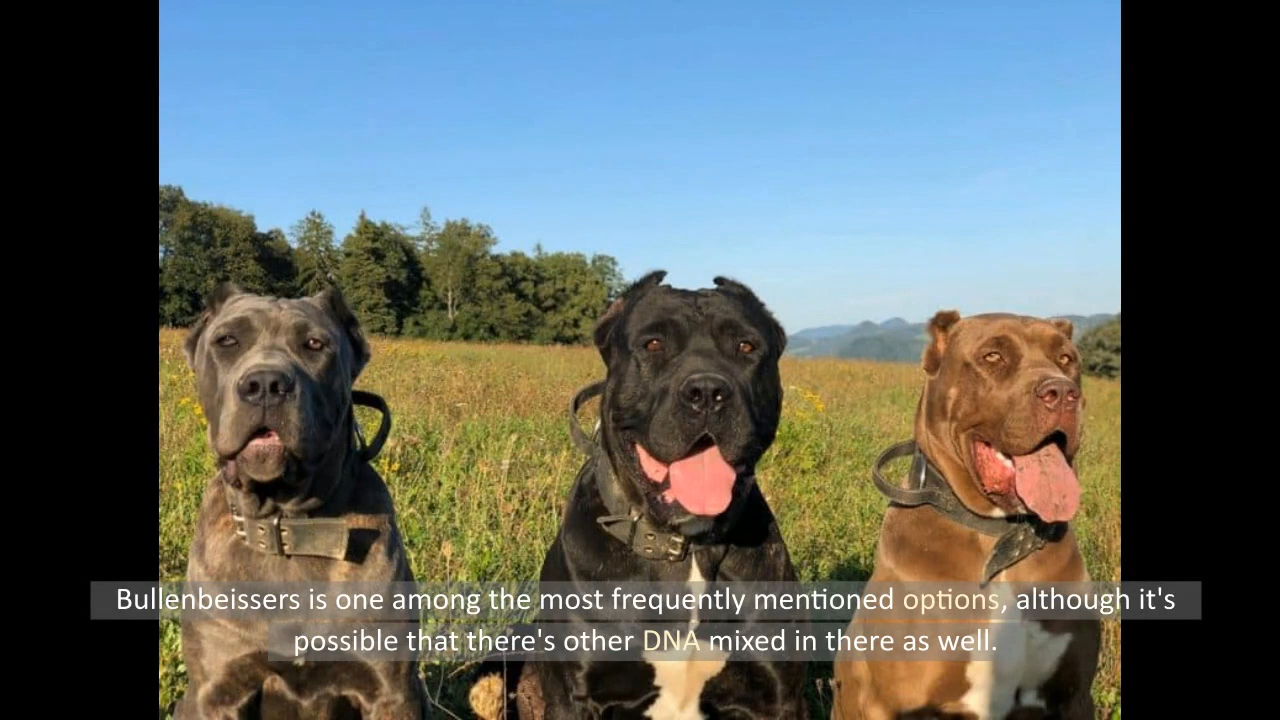 Bullenbeissers is one among the most frequently mentioned options, although it's
possible that there's other DNA mixed in there as well.